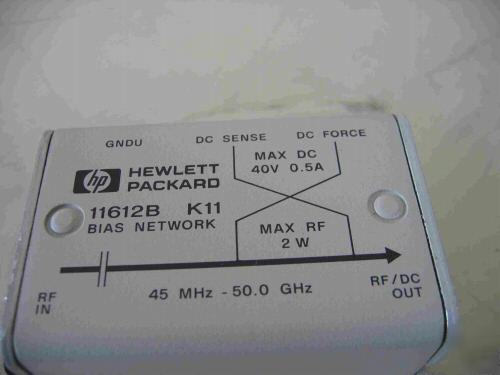 GNDU DC SENSE DC FORCE
hp HEWLETT PACKARD
MAX DC
40V 0.5A
11612B K11
BIAS NETWORK
MAX RF
2 W
RF IN
45 MHz - 50.0 GHz
RF/DC OUT